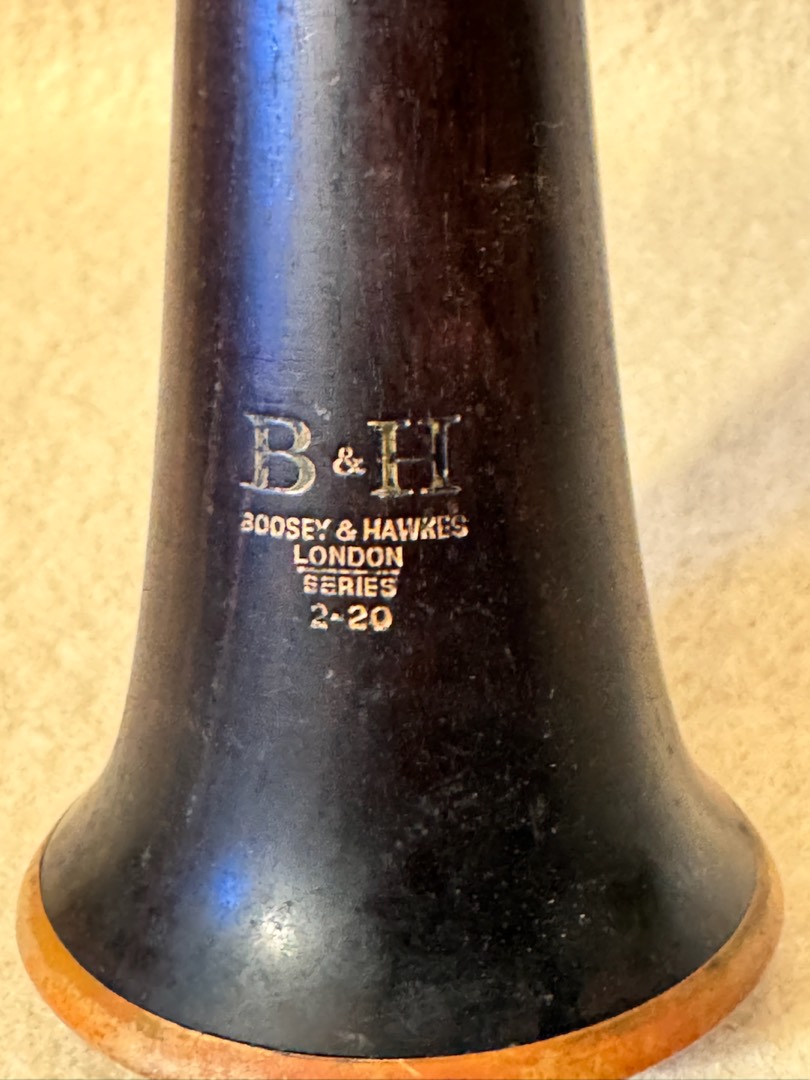 B & H
BOOSEY & HAWKES
LONDON
SERIES
2-20